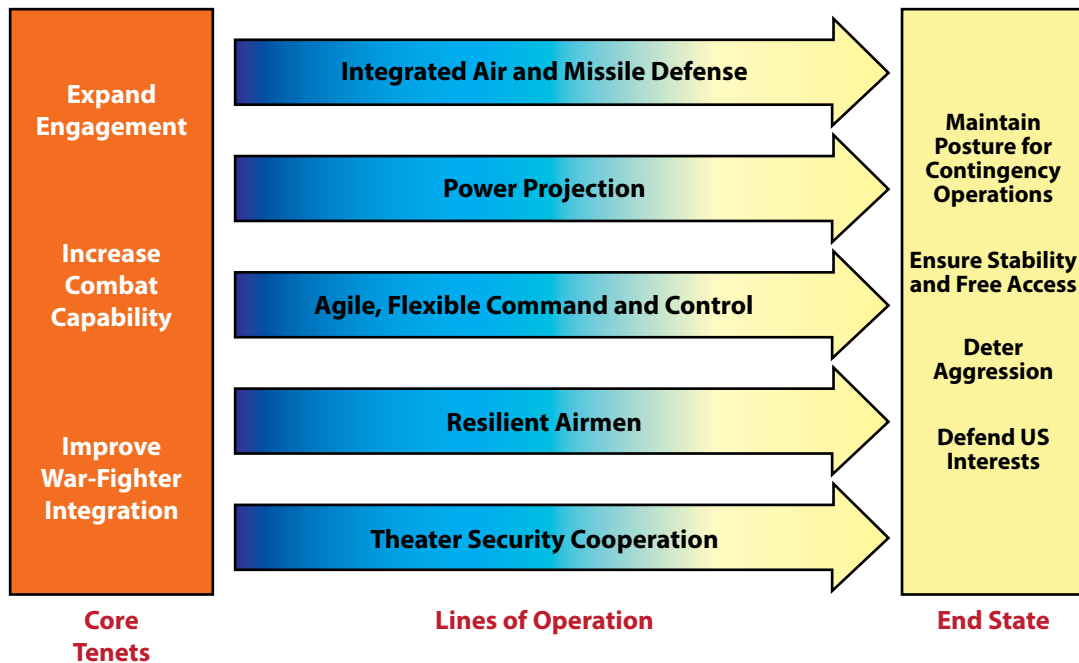 Expand
Engagement
Increase
Combat
Capability
Improve
War-Fighter
Integration
Integrated Air and Missile Defense
Power Projection
Agile, Flexible Command and Control
Resilient Airmen
Theater Security Cooperation
Maintain
Posture for
Contingency
Operations
Ensure Stability
and Free Access
Deter
Aggression
Defend US
Interests
Core
Tenets
Lines of Operation
End State